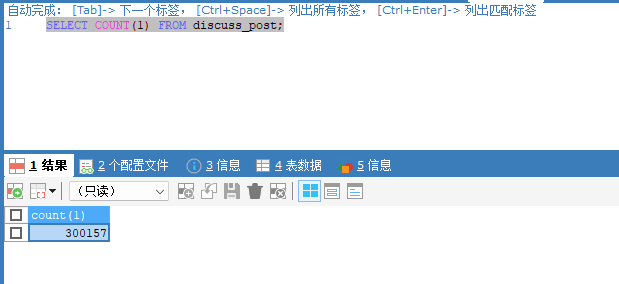 自动完成： [Tab]-> 下一个标签， [Ctrl+Space]-> 列出所有标签， [Ctrl+Enter]-> 列出匹配标签
1 SELECT COUNT(1) FROM discuss_post;
1 结果 2 个配置文件 3 信息 4 表数据 5 信息
（只读）
count(1)
300157